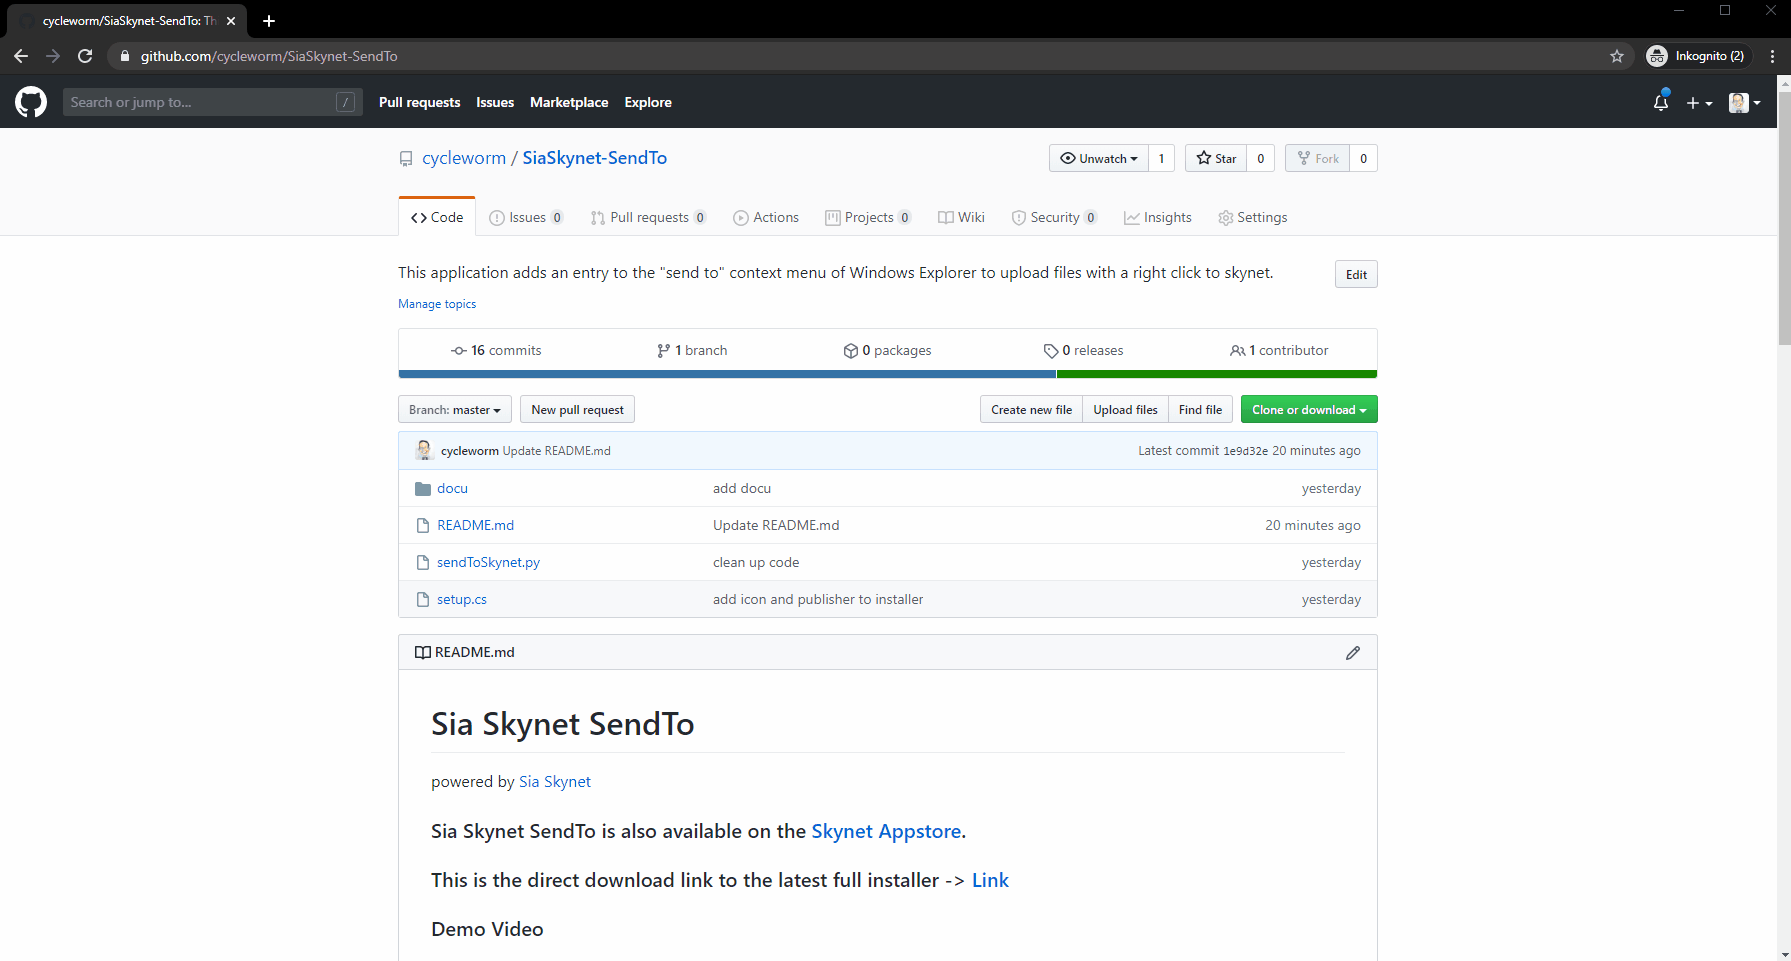 cycleworm/SiaSkynet-SendTo: Th
github.com/cycleworm/SiaSkynet-SendTo
Inkognito (2)
Search or jump to...
/
Pull requests Issues Marketplace Explore
cycleworm / SiaSkynet-SendTo
Unwatch 1 Star 0 Fork 0
Code Issues 0 Pull requests 0 Actions Projects 0 Wiki Security 0 Insights Settings
This application adds an entry to the "send to" context menu of Windows Explorer to upload files with a right click to skynet.
Edit
Manage topics
16 commits 1 branch 0 packages 0 releases 1 contributor
Branch: master New pull request Create new file Upload files Find file Clone or download
cycleworm Update README.md Latest commit 1e9d32e 20 minutes ago
docu add docu yesterday
README.md Update README.md 20 minutes ago
sendToSkynet.py clean up code yesterday
setup.cs add icon and publisher to installer yesterday
README.md
Sia Skynet SendTo
powered by Sia Skynet
Sia Skynet SendTo is also available on the Skynet Appstore.
This is the direct download link to the latest full installer -> Link
Demo Video